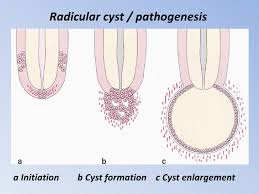 Radicular cyst / pathogenesis
a
b
c
a Initiation b Cyst formation c Cyst enlargement